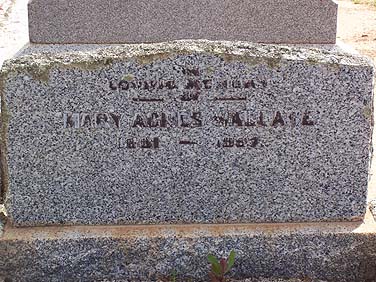 IN
LOVING MEMORY
OF
MARY AGNES WALLACE